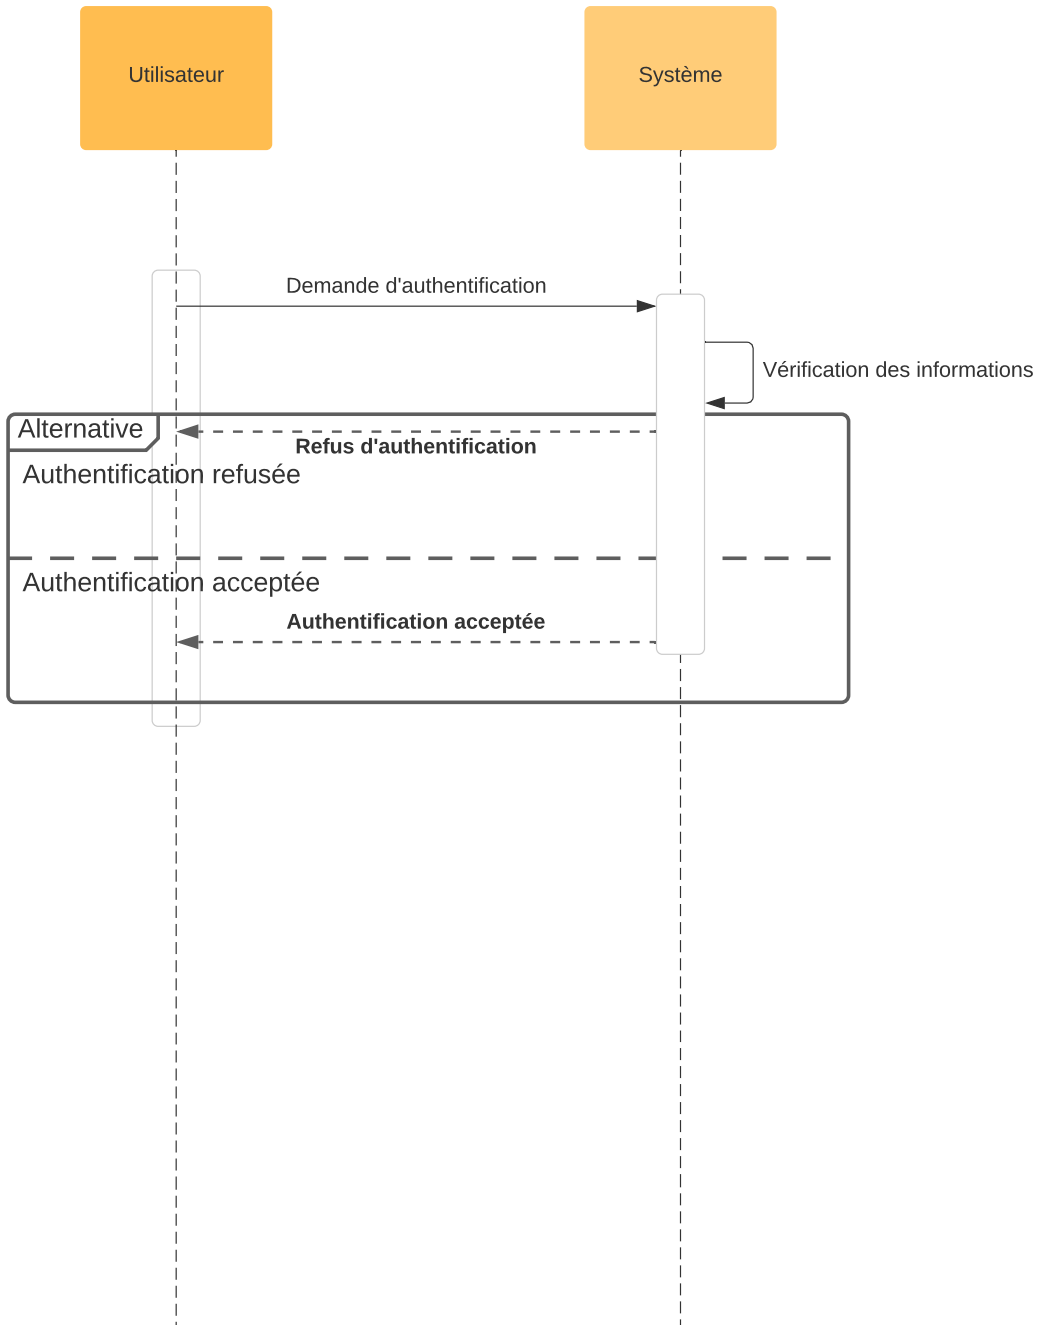 Utilisateur
Système
Demande d'authentification
Vérification des informations
Alternative
Refus d'authentification
Authentification refusée
Authentification acceptée
Authentification acceptée